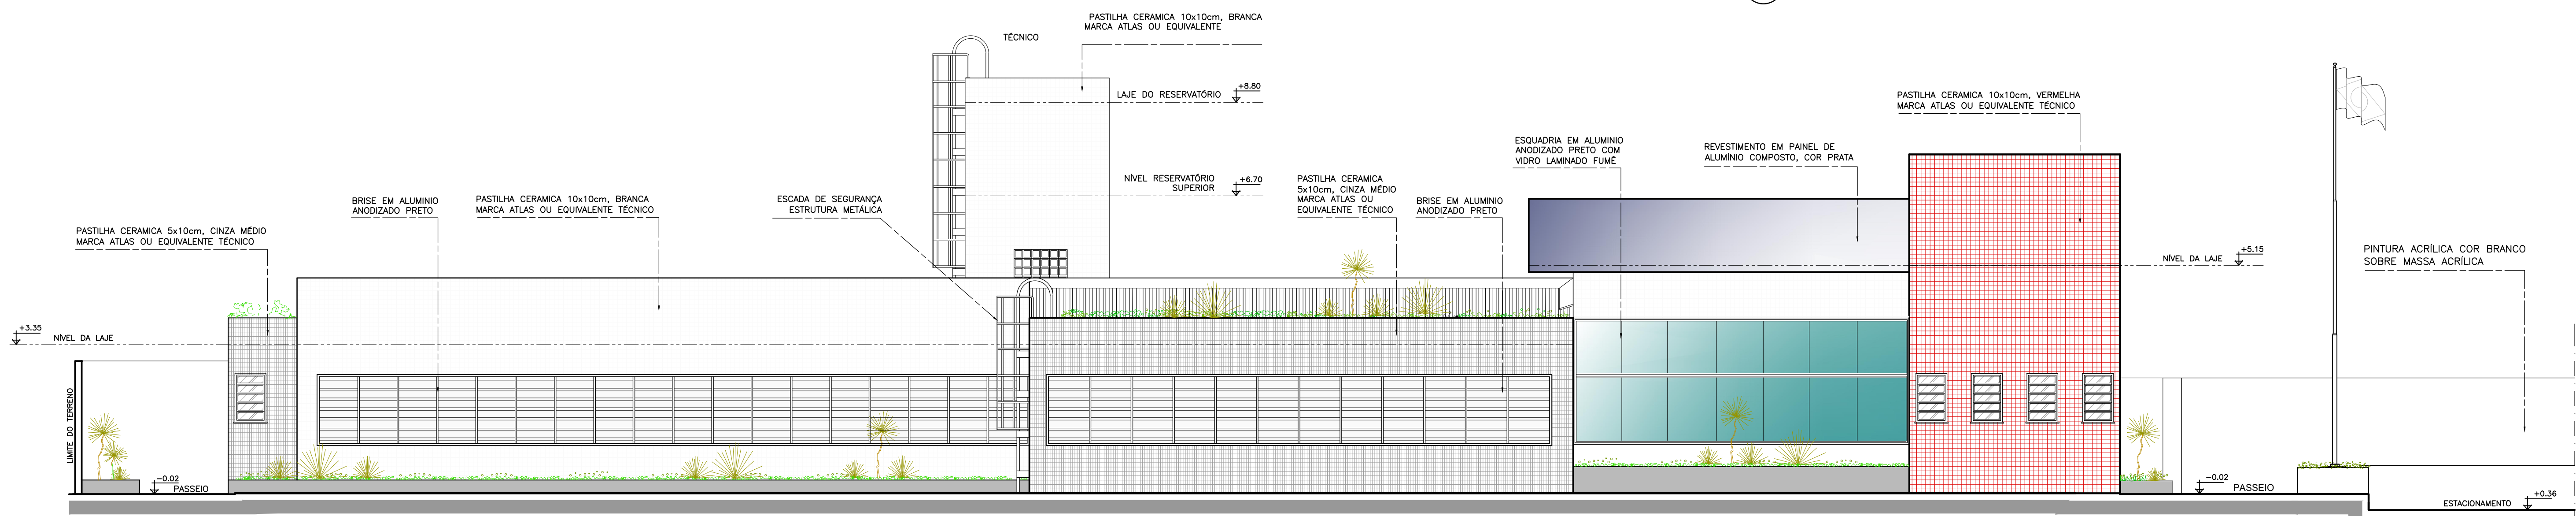 PASTILHA CERAMICA 10x10cm, BRANCA
MARCA ATLAS OU EQUIVALENTE
TÉCNICO
LAJE DO RESERVATÓRIO +8.80
NÍVEL RESERVATÓRIO
SUPERIOR
+6.70
PASTILHA CERAMICA 10x10cm, VERMELHA
MARCA ATLAS OU EQUIVALENTE TÉCNICO
ESQUADRIA EM ALUMINIO
ANODIZADO PRETO COM
VIDRO LAMINADO FUMÊ
REVESTIMENTO EM PAINEL DE
ALUMÍNIO COMPOSTO, COR PRATA
PASTILHA CERAMICA
5x10cm, CINZA MÉDIO
MARCA ATLAS OU
EQUIVALENTE TÉCNICO
BRISE EM ALUMINIO
ANODIZADO PRETO
ESCADA DE SEGURANÇA
ESTRUTURA METÁLICA
PASTILHA CERAMICA 10x10cm, BRANCA
MARCA ATLAS OU EQUIVALENTE TÉCNICO
BRISE EM ALUMINIO
ANODIZADO PRETO
PASTILHA CERAMICA 5x10cm, CINZA MÉDIO
MARCA ATLAS OU EQUIVALENTE TÉCNICO
NÍVEL DA LAJE +5.15
PINTURA ACRÍLICA COR BRANCO
SOBRE MASSA ACRÍLICA
+3.35 NÍVEL DA LAJE
LIMITE DO TERRENO
-0.02
PASSEIO
-0.02
PASSEIO
ESTACIONAMENTO +0.36